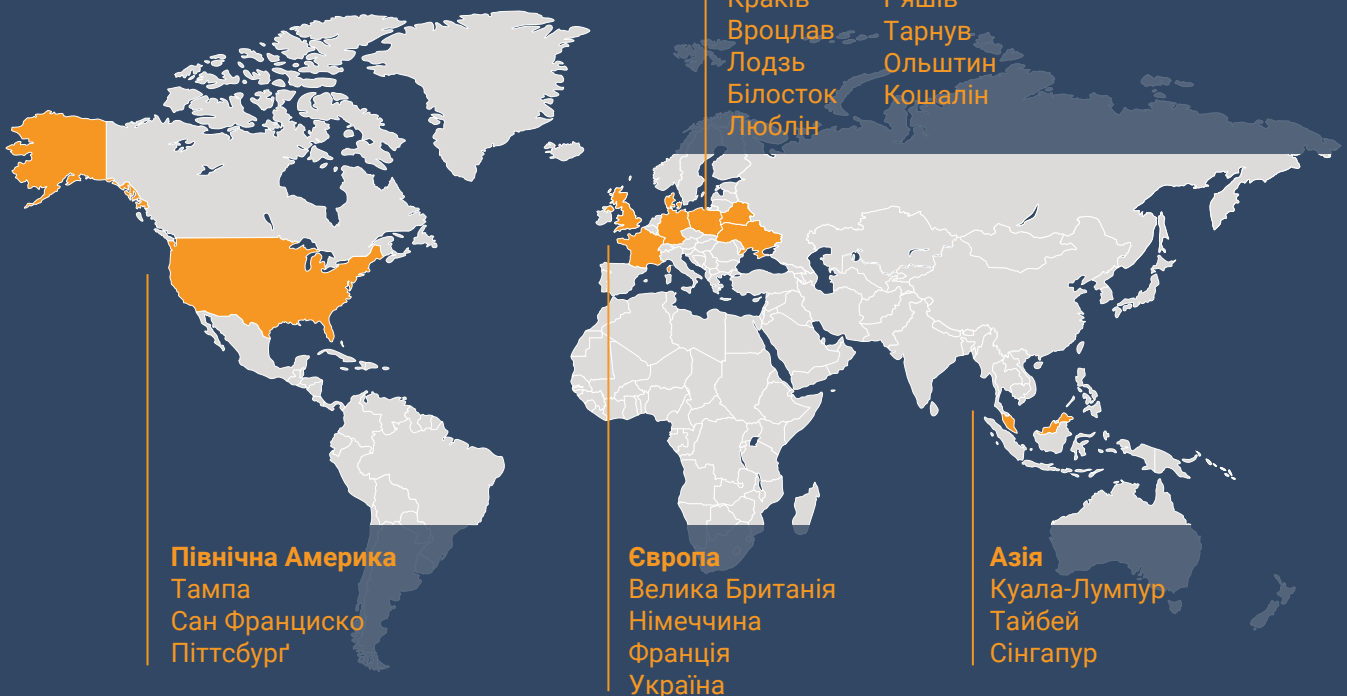 Краків
Вроцлав
Лодзь
Білосток
Люблін
Тарнув
Ольштин
Кошалін
Північна Америка
Тампа
Сан Франциско
Піттсбурґ
Європа
Велика Британія
Німеччина
Франція
Україна
Азія
Куала-Лумпур
Тайбей
Сінгапур